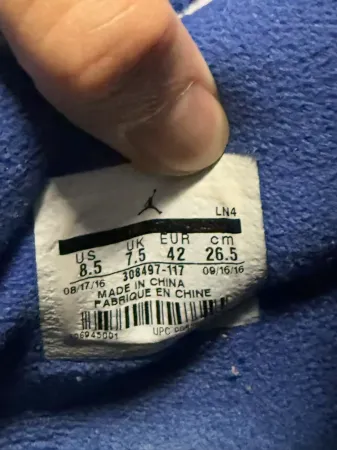 LN4
US UK EUR cm
8.5 7.5 42 26.5
308497-117
08/17/16 09/16/16
MADE IN CHINA
FABRIQUE EN CHINE
UPC